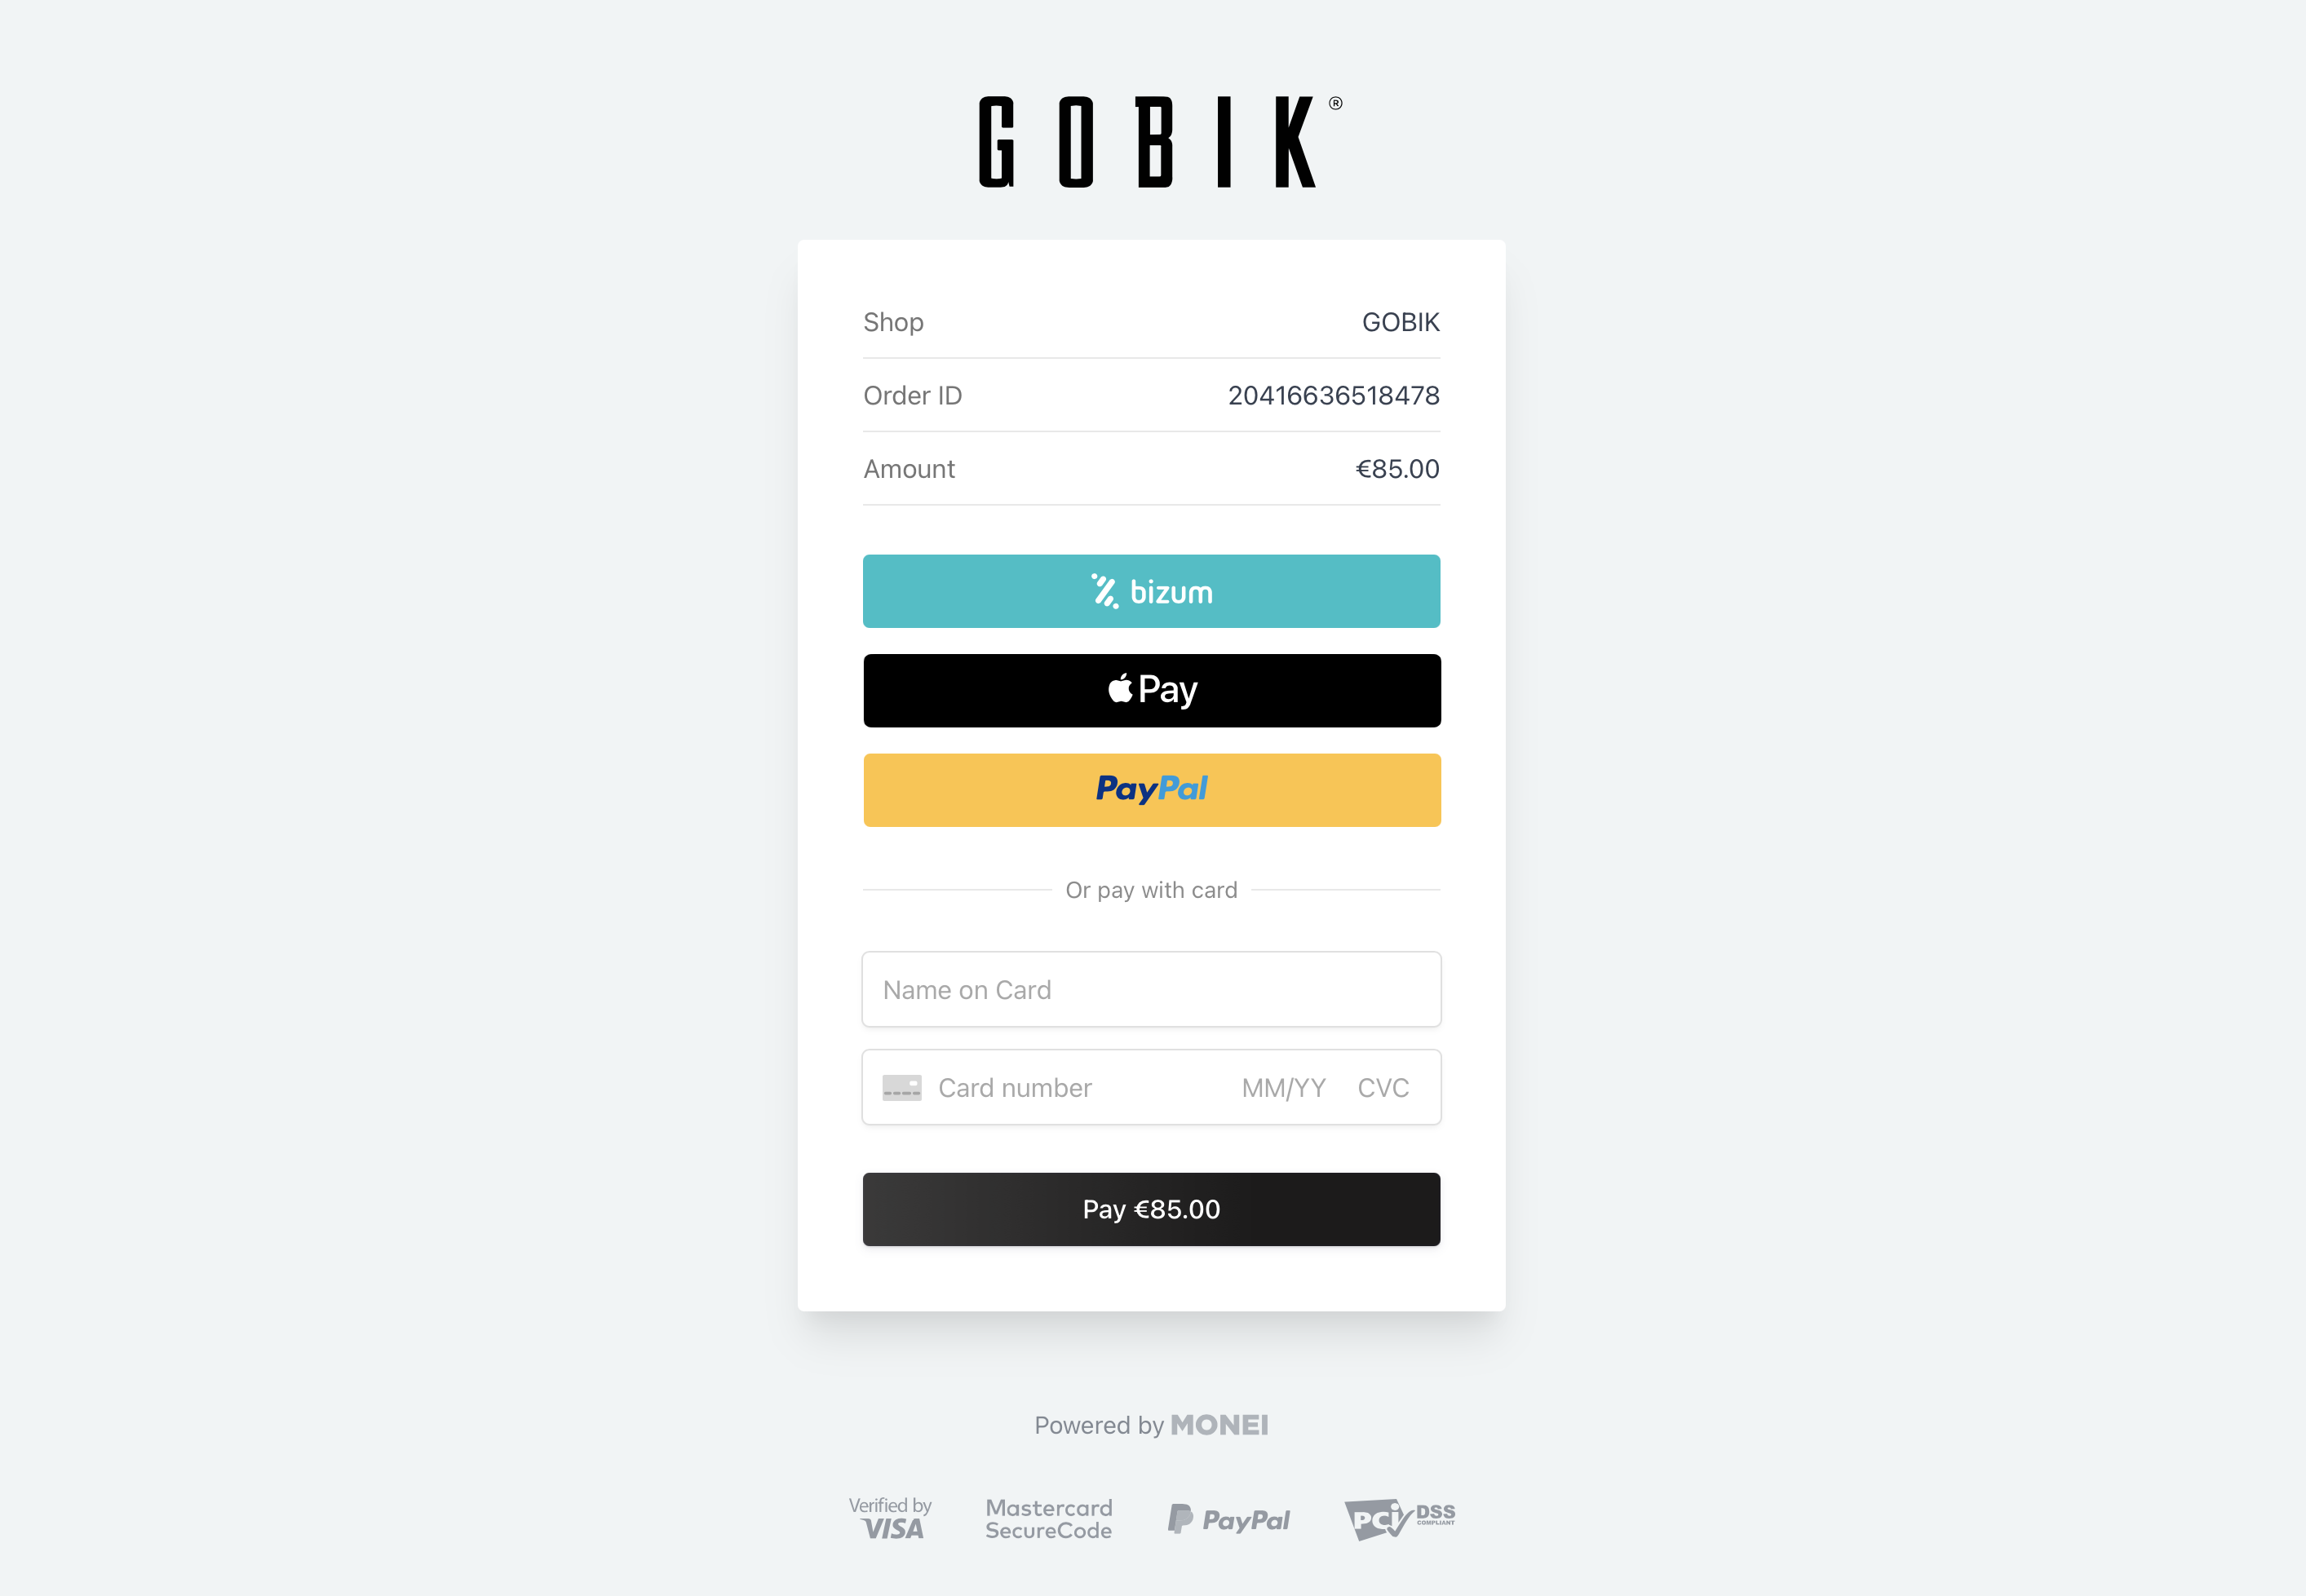 GOBIK®
Shop GOBIK
Order ID 20416636518478
Amount €85.00
bizum
Pay
PayPal
Or pay with card
Name on Card
Card number MM/YY CVC
Pay €85.00
Powered by MONEI
Verified by
VISA
Mastercard
SecureCode
PayPal
PCi DSS
COMPLIANT